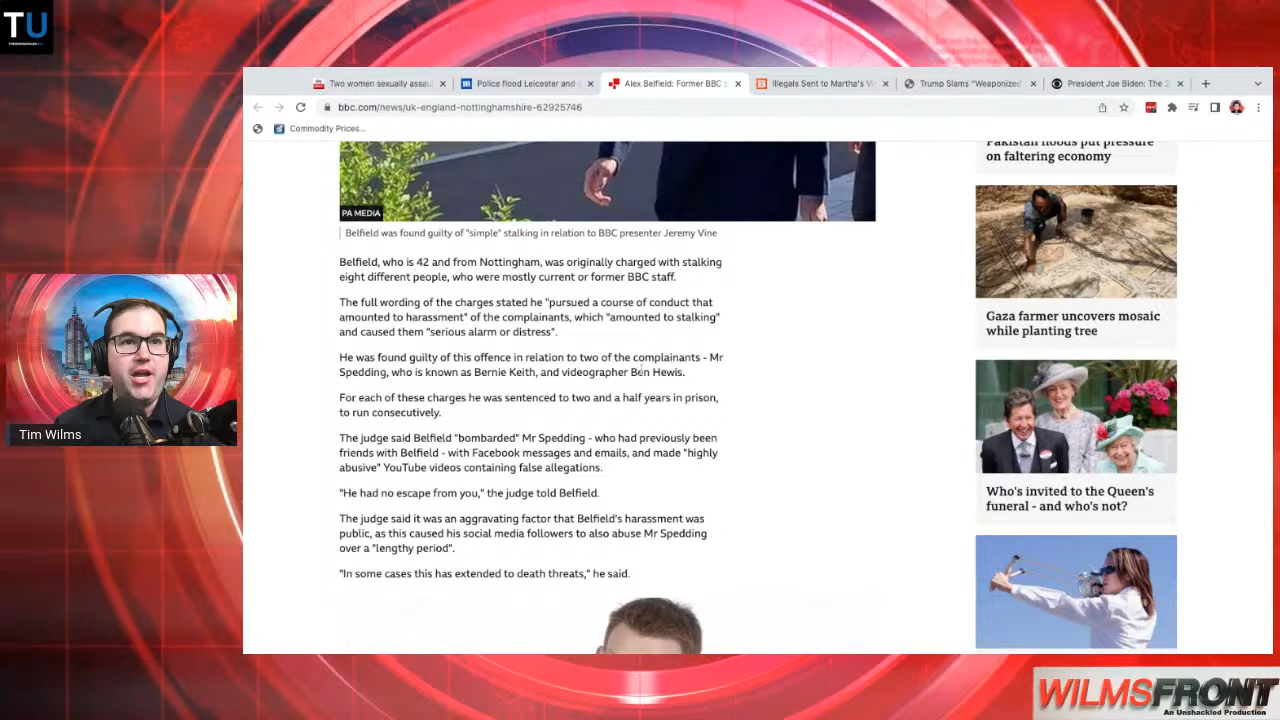 TU
THEUNSHACKLED.NET
Two women sexually assau
Police flood Leicester and
Alex Belfield: Former BBC p
Illegals Sent to Martha's Vi
Trump Slams "Weaponized
President Joe Biden: The 2
bbc.com/news/uk-england-nottinghamshire-62925746
Commodity Prices...
PA MEDIA
Belfield was found guilty of "simple" stalking in relation to BBC presenter Jeremy Vine
Belfield, who is 42 and from Nottingham, was originally charged with stalking
eight different people, who were mostly current or former BBC staff.
The full wording of the charges stated he "pursued a course of conduct that
amounted to harassment" of the complainants, which "amounted to stalking"
and caused them "serious alarm or distress".
He was found guilty of this offence in relation to two of the complainants - Mr
Spedding, who is known as Bernie Keith, and videographer Ben Hewis.
For each of these charges he was sentenced to two and a half years in prison,
to run consecutively.
The judge said Belfield "bombarded" Mr Spedding - who had previously been
friends with Belfield - with Facebook messages and emails, and made "highly
abusive" YouTube videos containing false allegations.
"He had no escape from you," the judge told Belfield.
The judge said it was an aggravating factor that Belfield's harassment was
public, as this caused his social media followers to also abuse Mr Spedding
over a "lengthy period".
"In some cases this has extended to death threats," he said.
Pakistan floods put pressure
on faltering economy
Gaza farmer uncovers mosaic
while planting tree
Who's invited to the Queen's
funeral - and who's not?
Tim Wilms
WILMSFRONT
An Unshackled Production